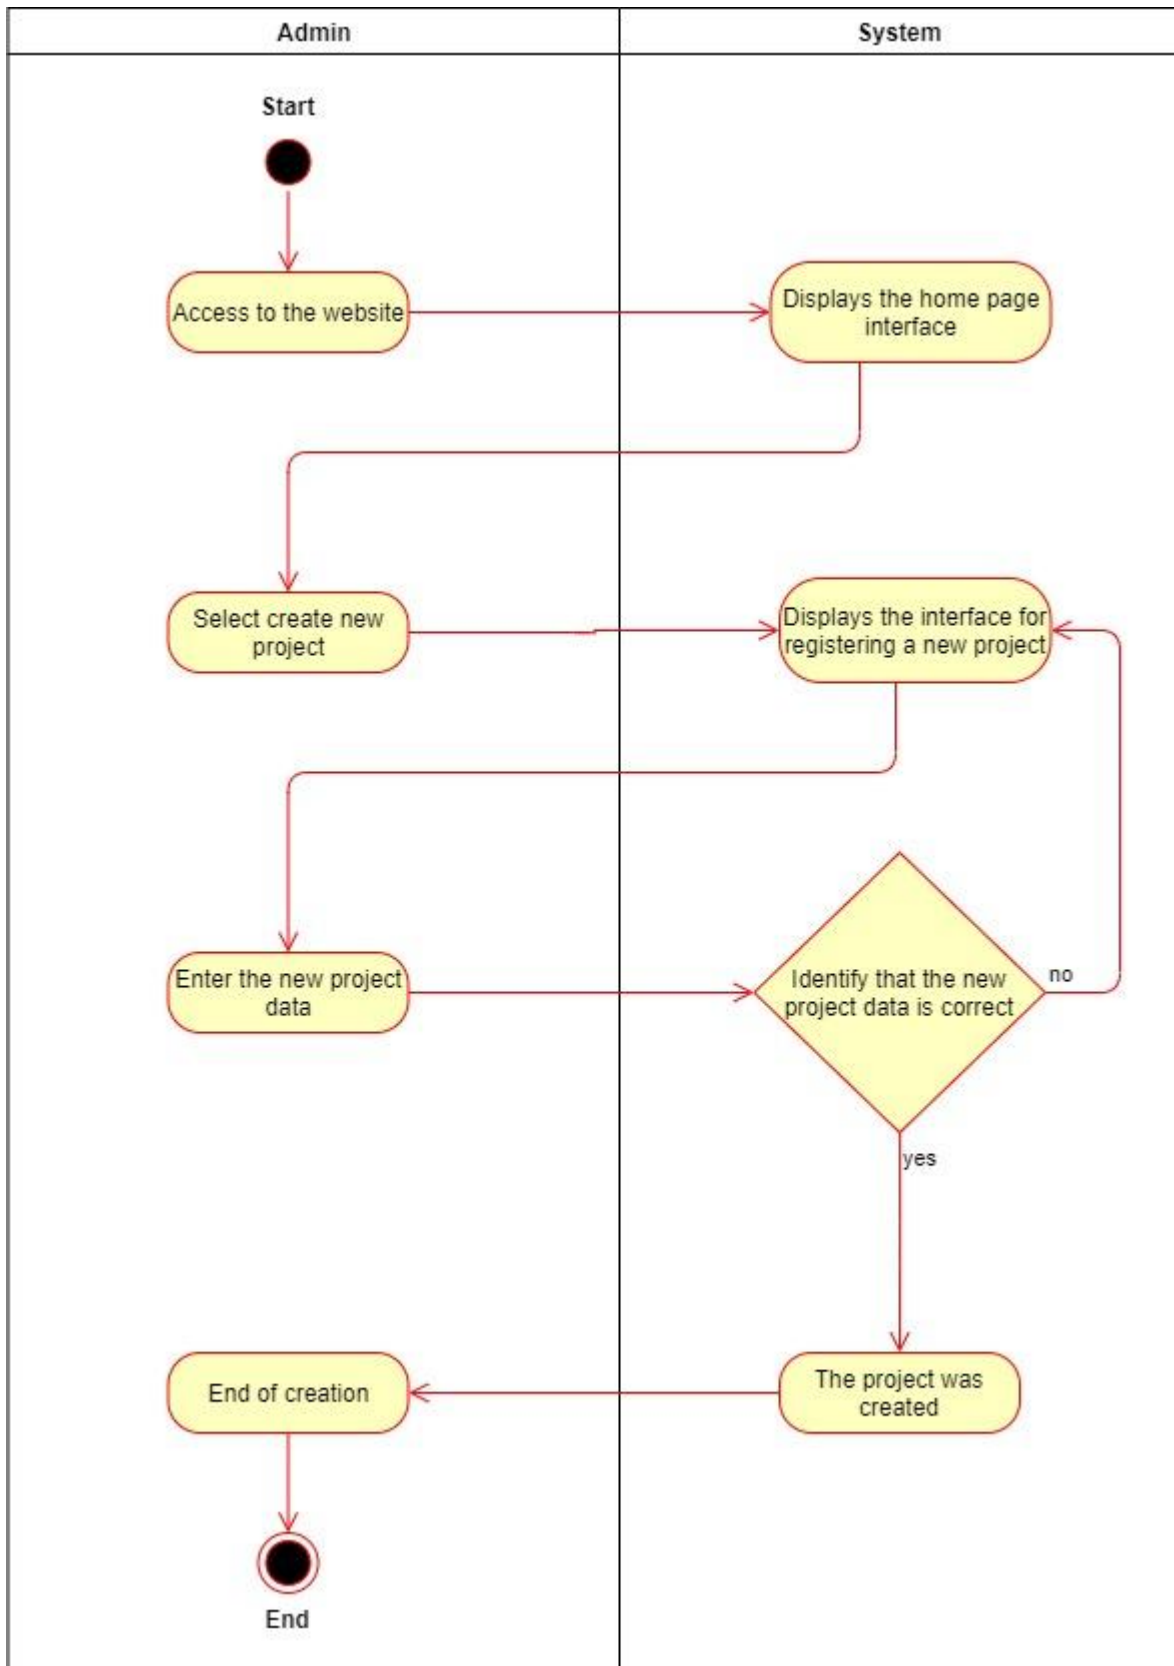 Admin
System
Start
Access to the website
Displays the home page
interface
Select create new
project
Displays the interface for
registering a new project
Enter the new project
data
Identify that the new
project data is correct
no
yes
End of creation
The project was
created
End